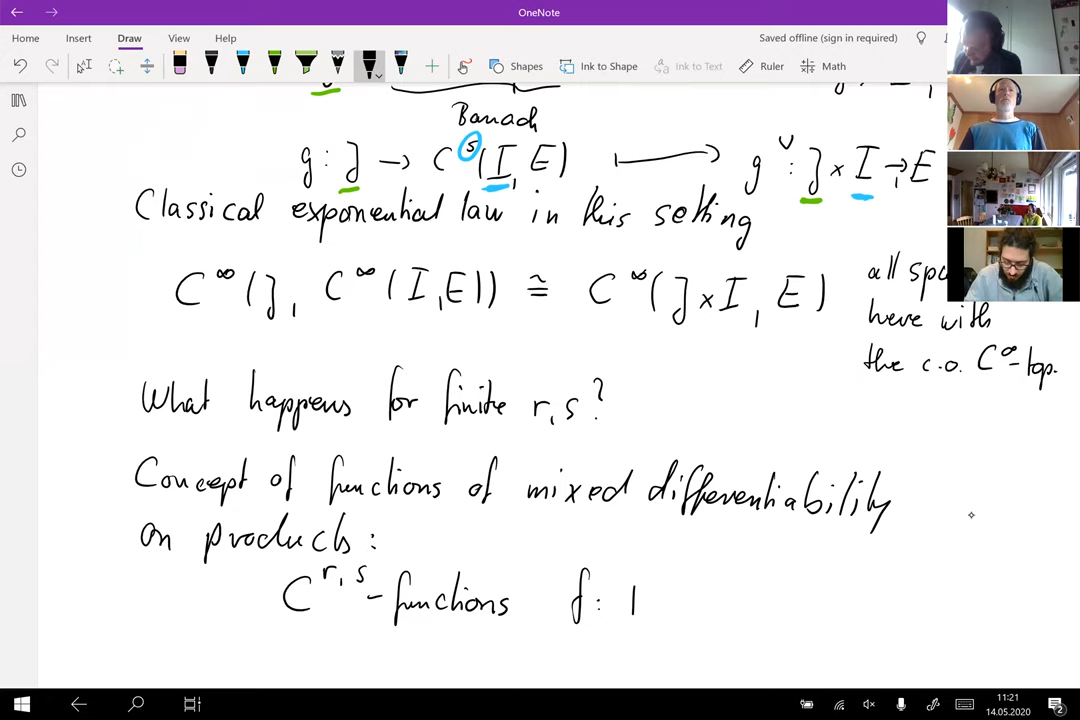 OneNote
Home Insert Draw View Help
Saved offline (sign in required)
Shapes Ink to Shape Ink to Text Ruler Math
Banach
g : J → C^s(I, E) ⟼ g^∨ : J × I → E
Classical exponential law in this setting
C^∞(J, C^∞(I, E)) ≅ C^∞(J × I, E)
all spa
here with
the c.o. C^∞-top.
What happens for finite r, s?
Concept of functions of mixed differentiability
on products:
C^{r,s}-functions f : I
11:21
14.05.2020
2